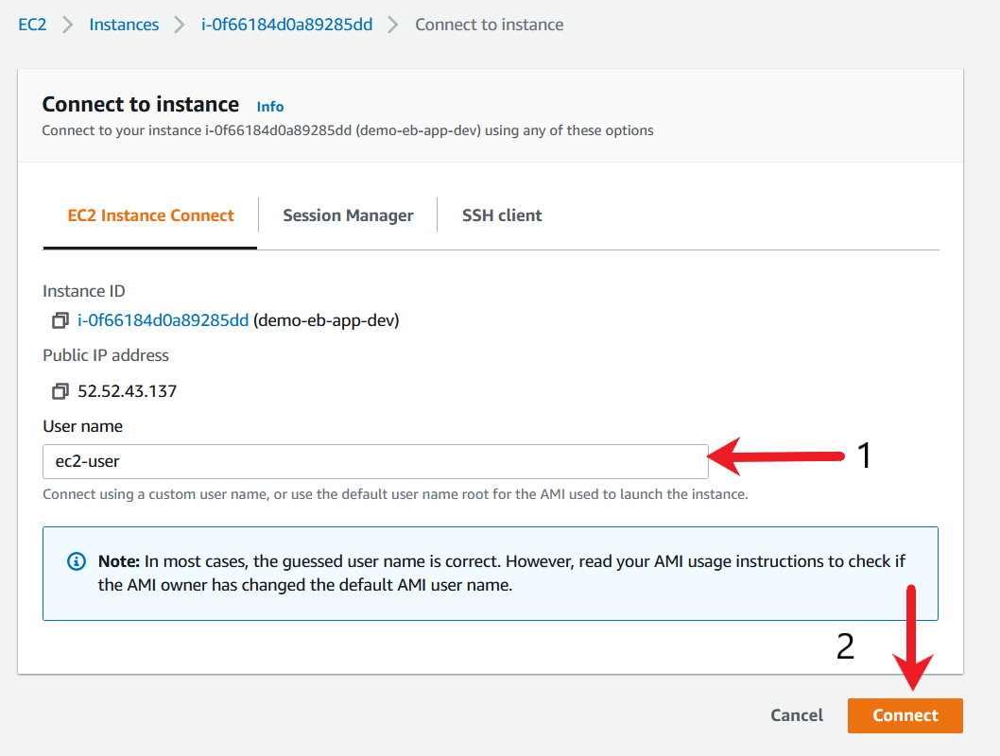 EC2 > Instances > i-0f66184d0a89285dd > Connect to instance
Connect to instance Info
Connect to your instance i-0f66184d0a89285dd (demo-eb-app-dev) using any of these options
EC2 Instance Connect Session Manager SSH client
Instance ID
i-0f66184d0a89285dd (demo-eb-app-dev)
Public IP address
52.52.43.137
User name
ec2-user 1
Connect using a custom user name, or use the default user name root for the AMI used to launch the instance.
Note: In most cases, the guessed user name is correct. However, read your AMI usage instructions to check if
the AMI owner has changed the default AMI user name.
2
Cancel Connect